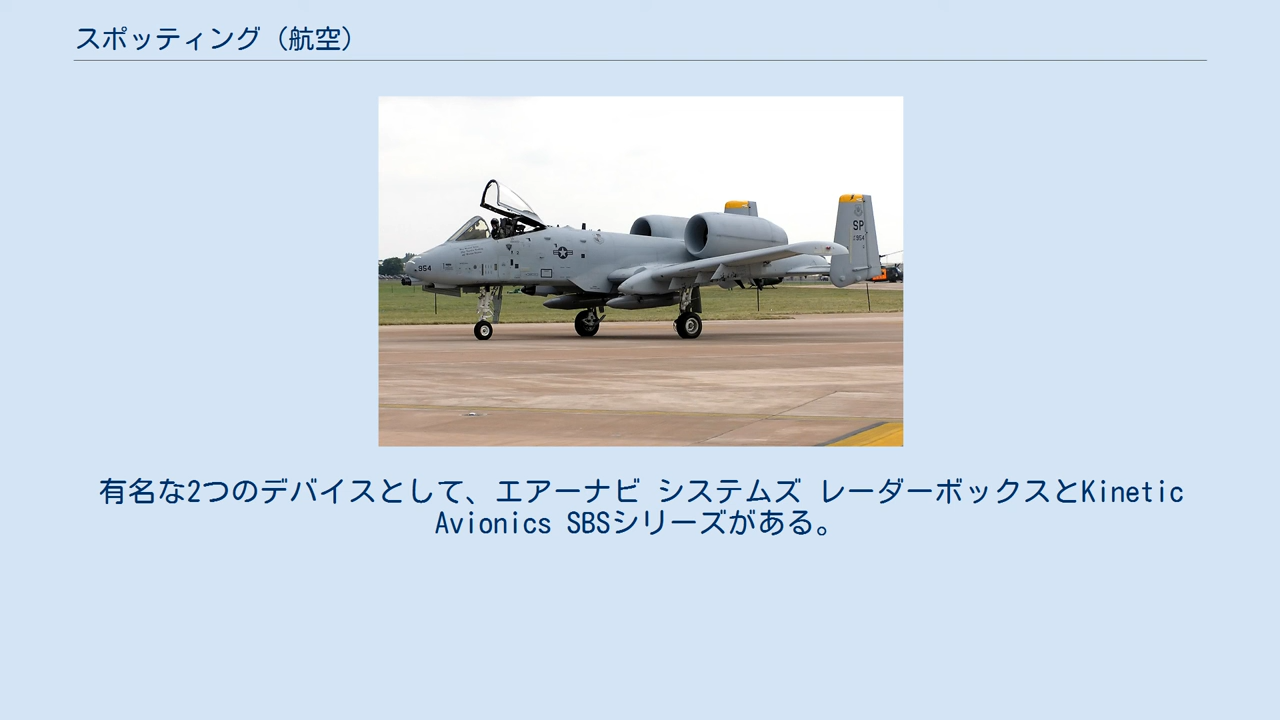 スポッティング（航空）
954
SP
954
有名な2つのデバイスとして、エアーナビ システムズ レーダーボックスとKinetic
Avionics SBSシリーズがある。